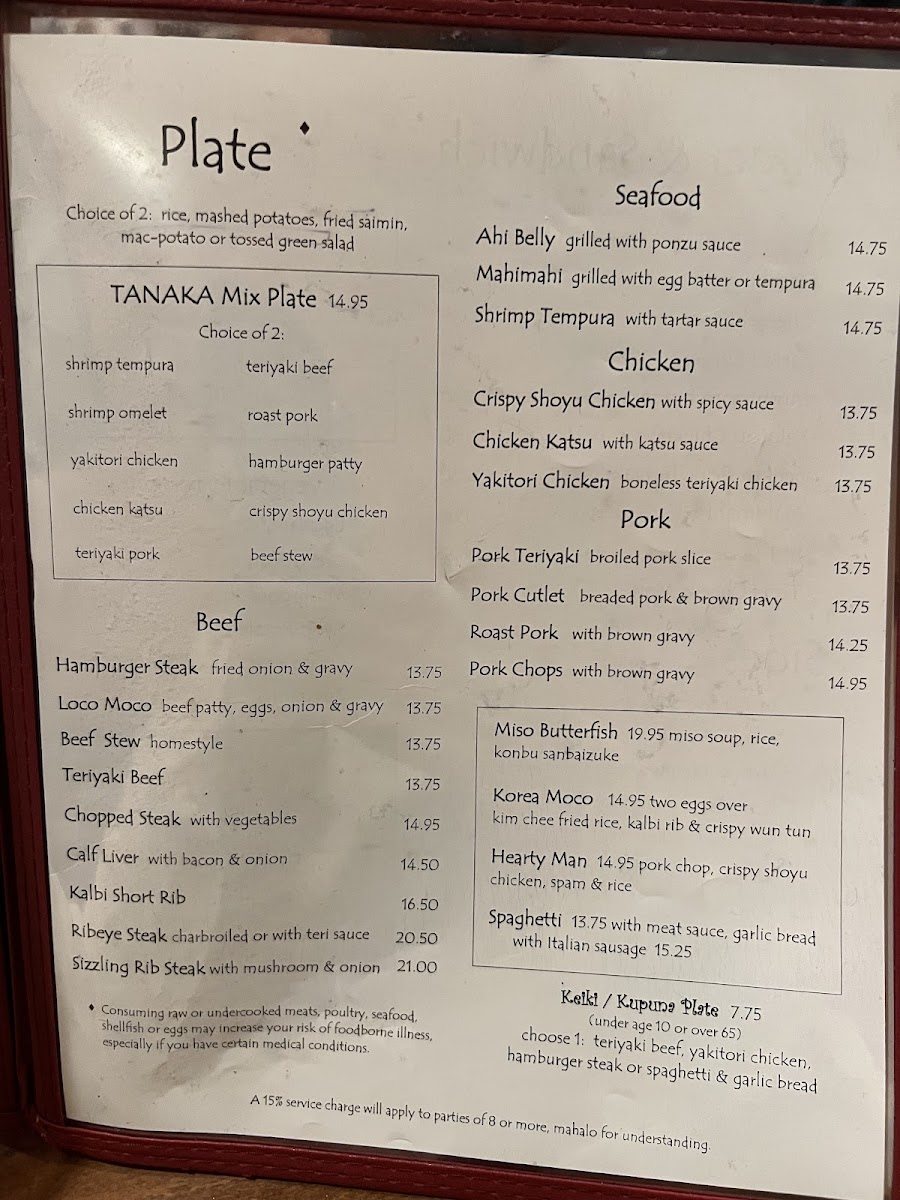 Plate ♦
Choice of 2: rice, mashed potatoes, fried saimin,
mac-potato or tossed green salad
TANAKA Mix Plate 14.95
Choice of 2:
shrimp tempura teriyaki beef
shrimp omelet roast pork
yakitori chicken hamburger patty
chicken katsu crispy shoyu chicken
teriyaki pork beef stew
Beef
Hamburger Steak fried onion & gravy 13.75
Loco Moco beef patty, eggs, onion & gravy 13.75
Beef Stew homestyle 13.75
Teriyaki Beef 13.75
Chopped Steak with vegetables 14.95
Calf Liver with bacon & onion 14.50
Kalbi Short Rib 16.50
Ribeye Steak charbroiled or with teri sauce 20.50
Sizzling Rib Steak with mushroom & onion 21.00
♦ Consuming raw or undercooked meats, poultry, seafood,
shellfish or eggs may increase your risk of foodborne illness,
especially if you have certain medical conditions.
Seafood
Ahi Belly grilled with ponzu sauce 14.75
Mahimahi grilled with egg batter or tempura 14.75
Shrimp Tempura with tartar sauce 14.75
Chicken
Crispy Shoyu Chicken with spicy sauce 13.75
Chicken Katsu with katsu sauce 13.75
Yakitori Chicken boneless teriyaki chicken 13.75
Pork
Pork Teriyaki broiled pork slice 13.75
Pork Cutlet breaded pork & brown gravy 13.75
Roast Pork with brown gravy 14.25
Pork Chops with brown gravy 14.95
Miso Butterfish 19.95 miso soup, rice,
konbu sanbaizuke
Korea Moco 14.95 two eggs over
kim chee fried rice, kalbi rib & crispy wun tun
Hearty Man 14.95 pork chop, crispy shoyu
chicken, spam & rice
Spaghetti 13.75 with meat sauce, garlic bread
with Italian sausage 15.25
Keiki / Kupuna Plate 7.75
(under age 10 or over 65)
choose 1: teriyaki beef, yakitori chicken,
hamburger steak or spaghetti & garlic bread
A 15% service charge will apply to parties of 8 or more, mahalo for understanding.